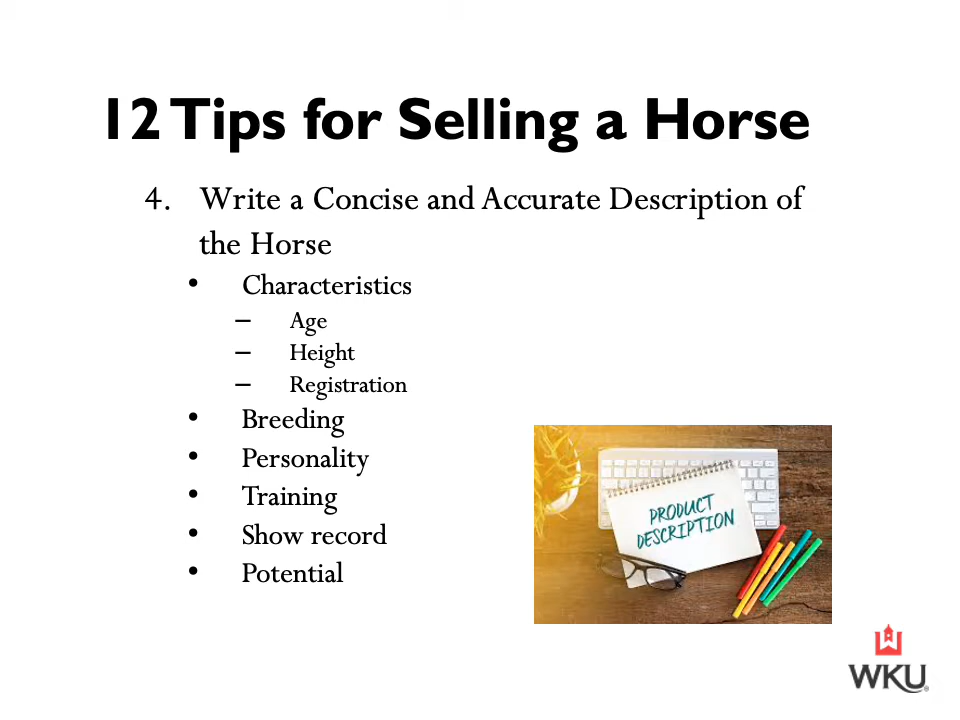 12 Tips for Selling a Horse
4. Write a Concise and Accurate Description of
the Horse
• Characteristics
– Age
– Height
– Registration
• Breeding
• Personality
• Training
• Show record
• Potential
PRODUCT
DESCRIPTION
WKU®